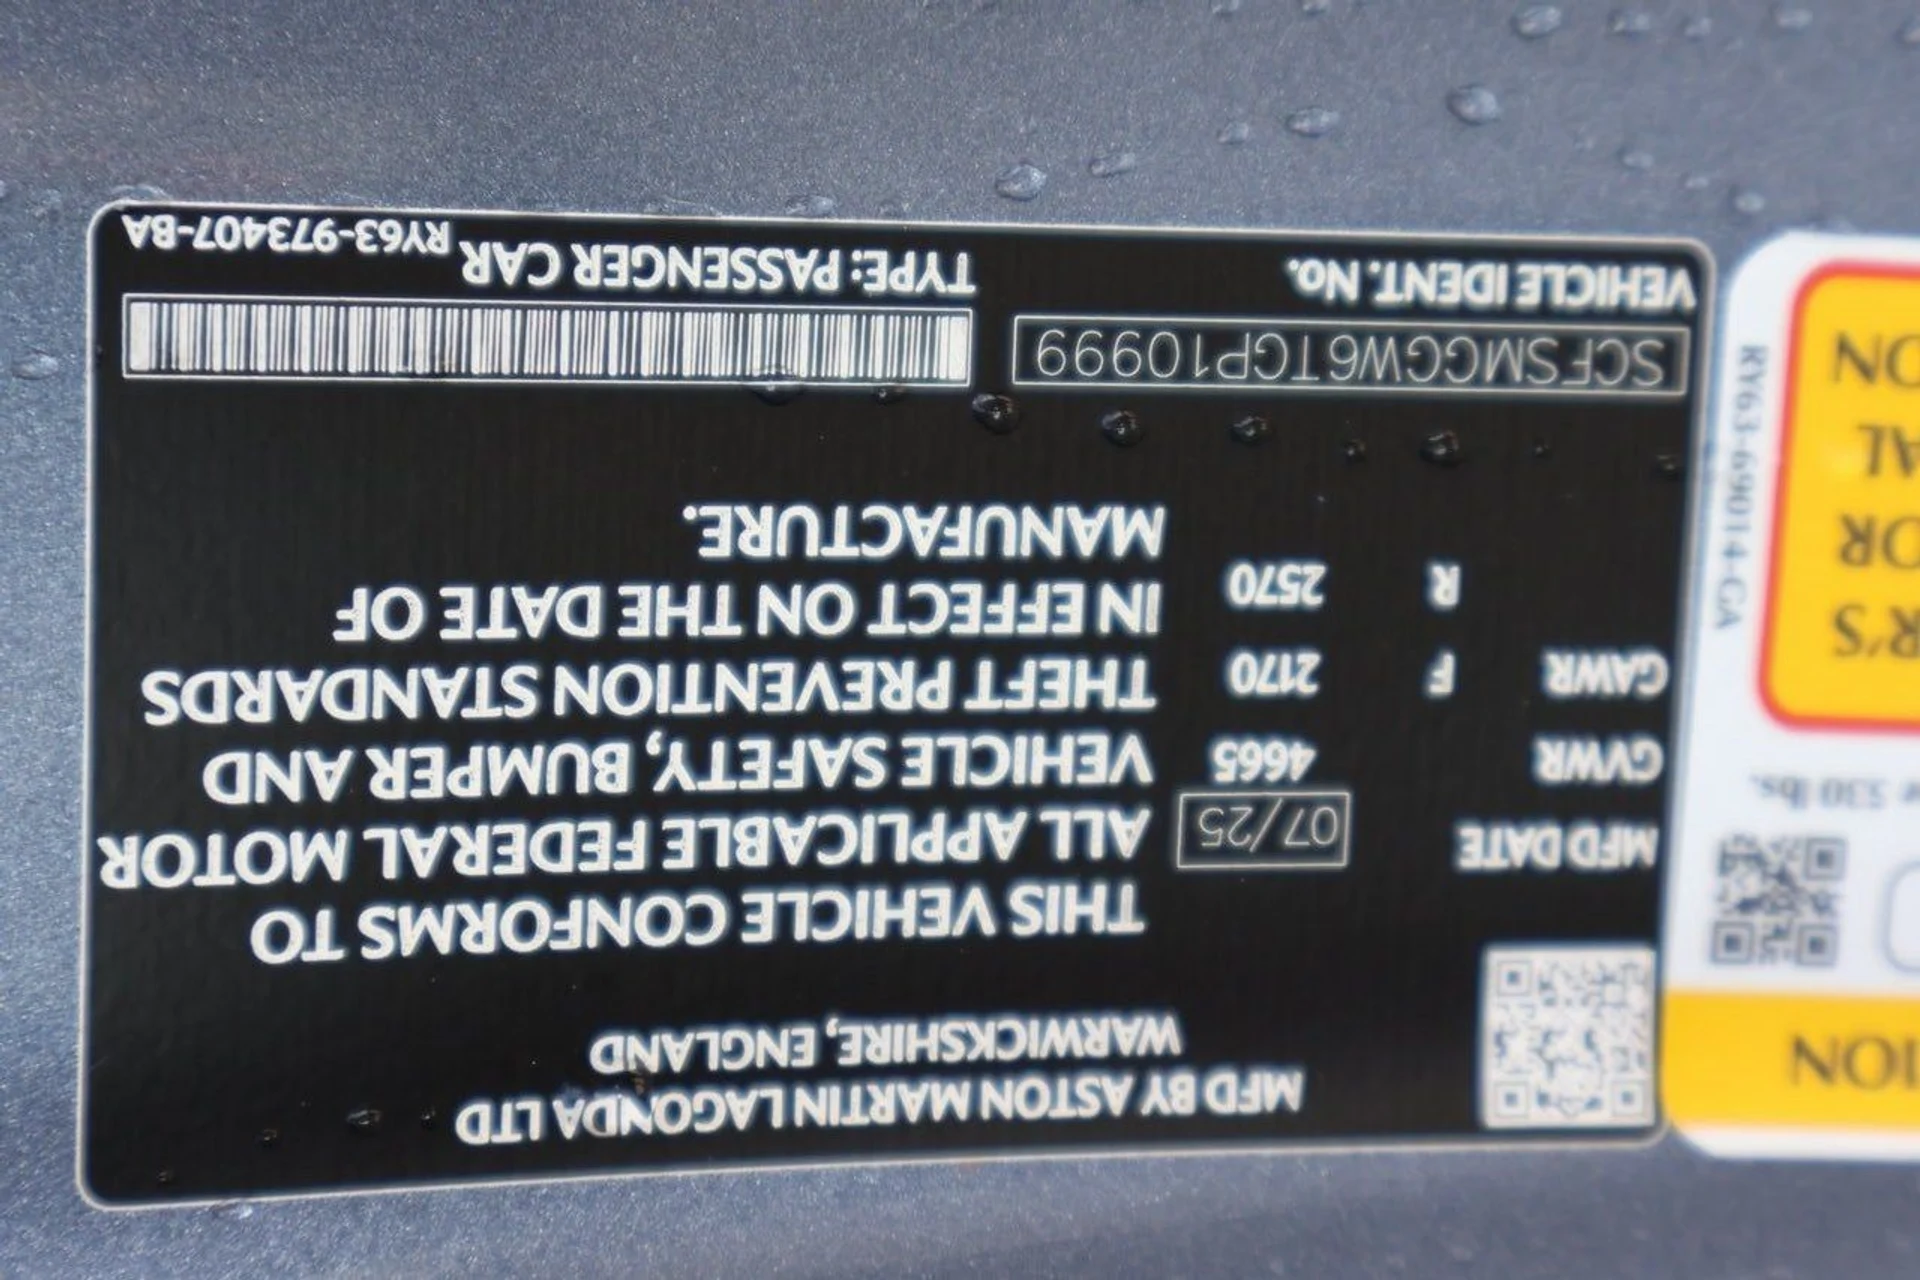 MFD BY ASTON MARTIN LAGONDA LTD
WARWICKSHIRE, ENGLAND
MFD DATE 07/25
GVWR 4665
GAWR F 2170
R 2570
THIS VEHICLE CONFORMS TO
ALL APPLICABLE FEDERAL MOTOR
VEHICLE SAFETY, BUMPER AND
THEFT PREVENTION STANDARDS
IN EFFECT ON THE DATE OF
MANUFACTURE.
SCFSMGGW6TGP10999
VEHICLE IDENT. No.
TYPE: PASSENGER CAR
RY63-973407-BA
RY63-69014-CA
lbs.